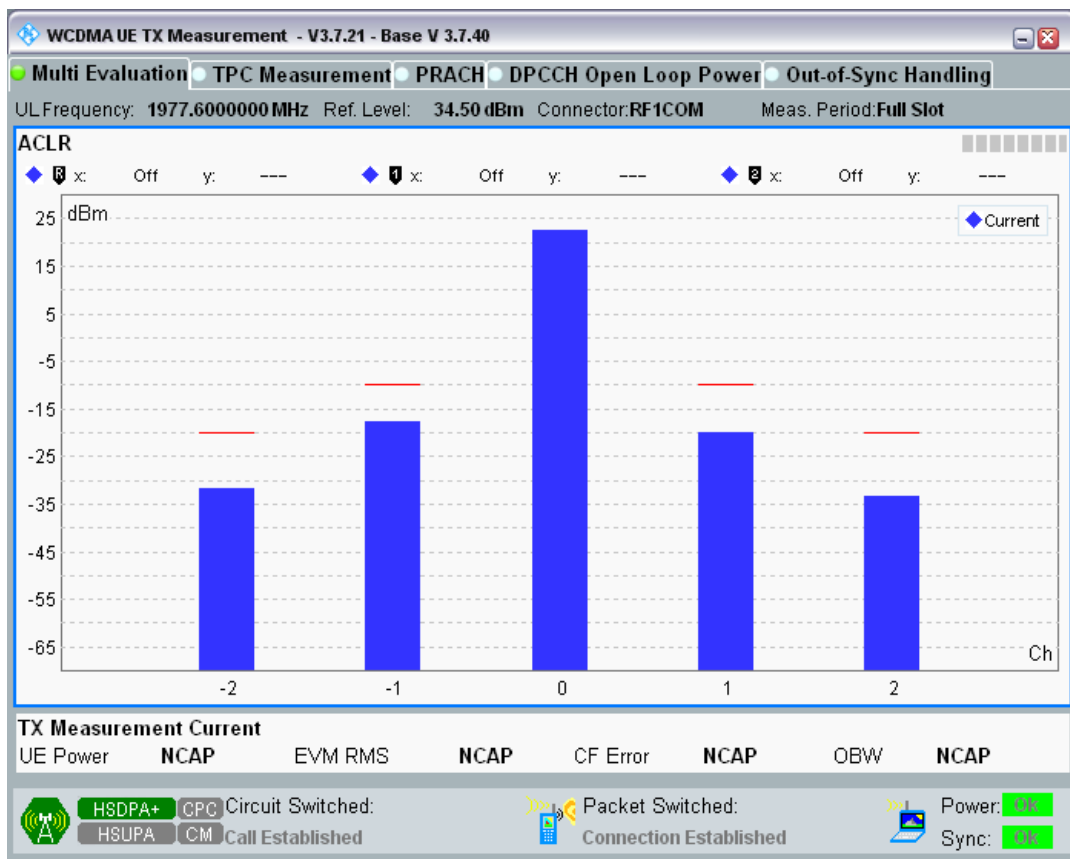 WCDMA UE TX Measurement - V3.7.21 - Base V 3.7.40
Multi Evaluation TPC Measurement PRACH DPCCH Open Loop Power Out-of-Sync Handling
UL Frequency: 1977.6000000 MHz Ref. Level: 34.50 dBm Connector:RF1COM Meas. Period:Full Slot
ACLR
R x: Off y: --- 1 x: Off y: --- 2 x: Off y: ---
dBm
Current
25
15
5
-5
-15
-25
-35
-45
-55
-65
Ch
-2 -1 0 1 2
TX Measurement Current
UE Power NCAP EVM RMS NCAP CF Error NCAP OBW NCAP
HSDPA+ CPC Circuit Switched: Packet Switched: Power: OK
HSUPA CM Call Established Connection Established Sync: OK